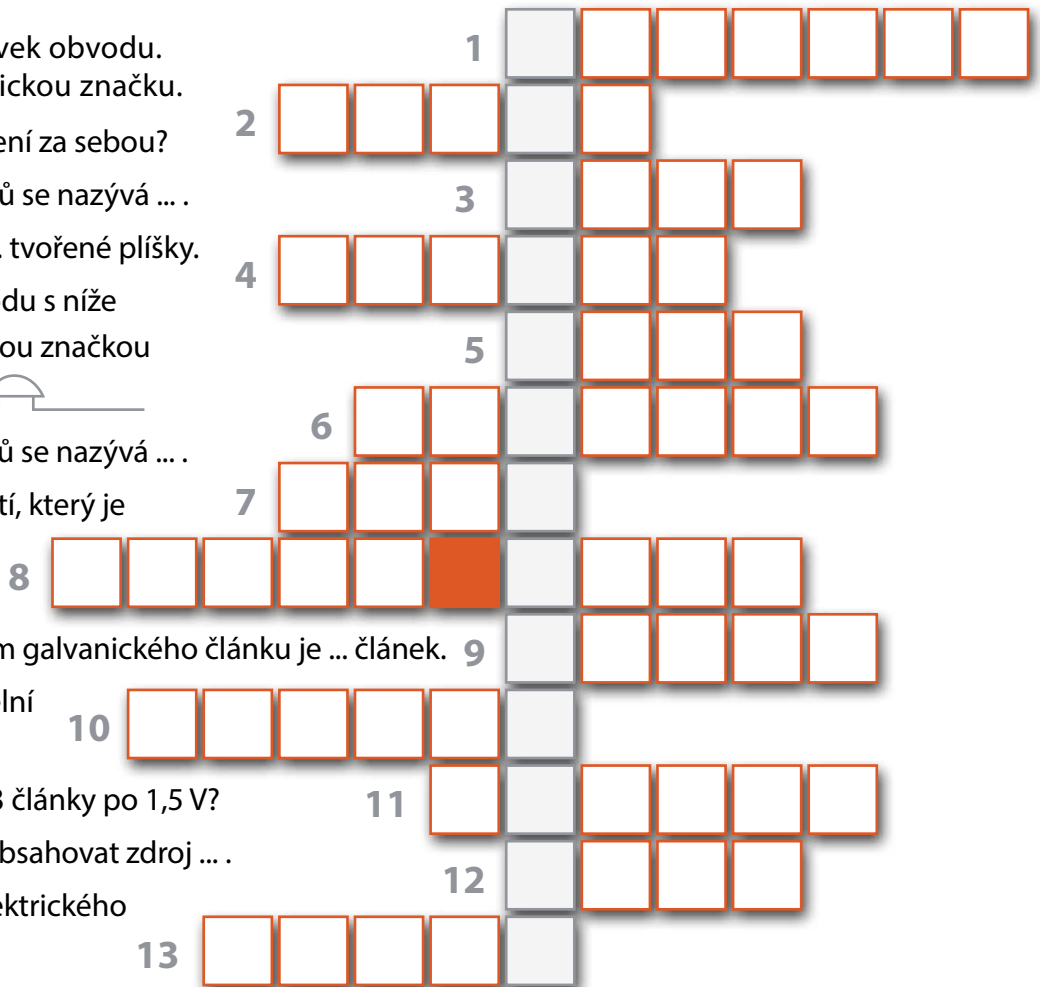 vek obvodu.
1
ickou značku.
2
ení za sebou?
ů se nazývá ... .
3
. tvořené plíšky.
4
du s níže
ou značkou
5
6
ů se nazývá ... .
tí, který je
7
8
m galvanického článku je ... článek. 9
lní
10
3 články po 1,5 V?
11
bsahovat zdroj ... .
12
ektrického
13